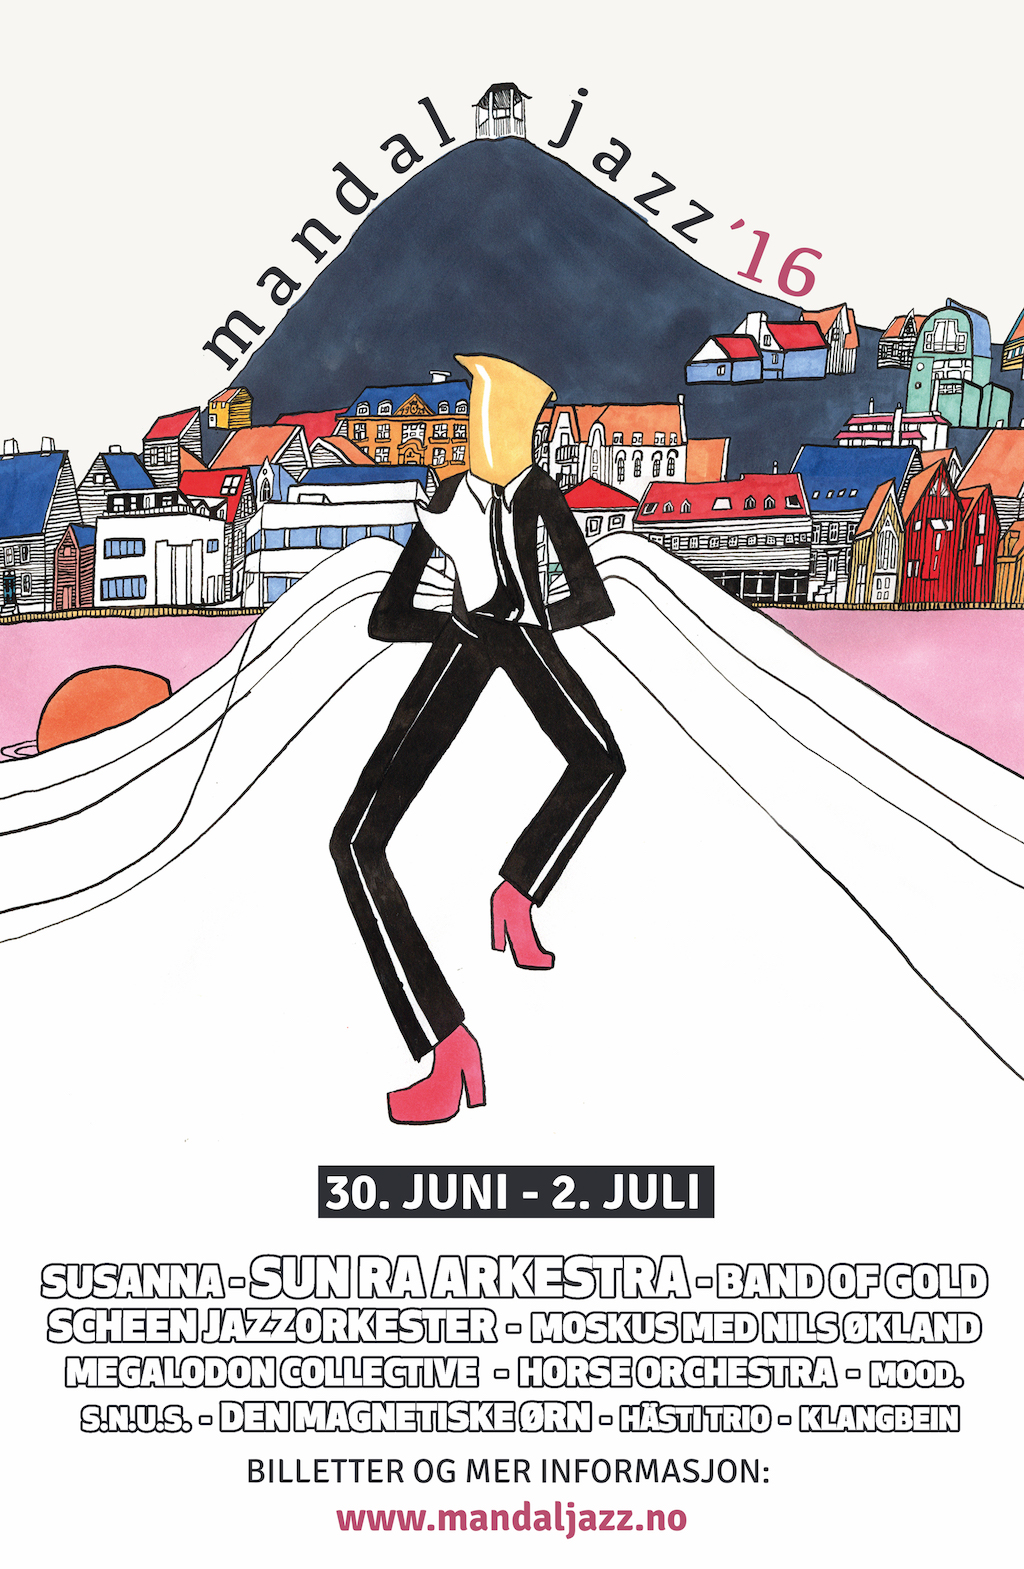 mandal jazz '16
30. JUNI - 2. JULI
SUSANNA - SUN RA ARKESTRA - BAND OF GOLD
SCHEEN JAZZORKESTER - MOSKUS MED NILS ØKLAND
MEGALODON COLLECTIVE - HORSE ORCHESTRA - MOOD.
S.N.U.S. - DEN MAGNETISKE ØRN - HÄSTI TRIO - KLANGBEIN
BILLETTER OG MER INFORMASJON:
www.mandaljazz.no